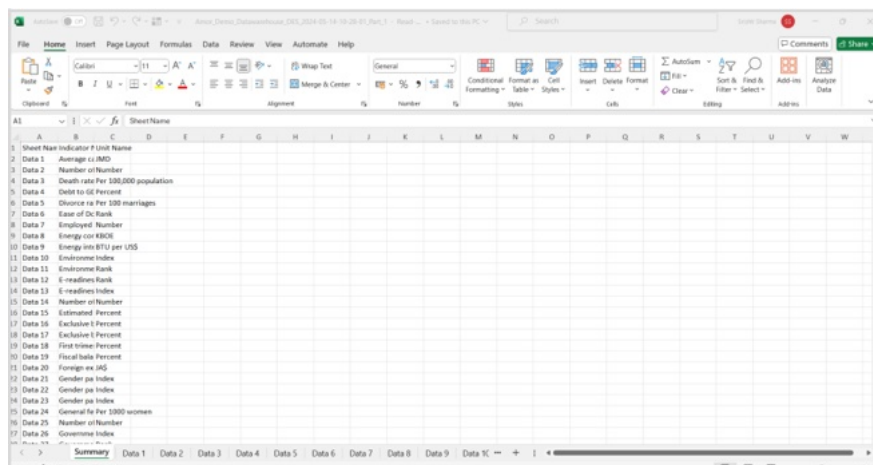 AutoSave Off Search
File Home Insert Page Layout Formulas Data Review View Automate Help Comments Share
Paste Calibri 11 Wrap Text General Conditional Format as Cell Insert Delete Format AutoSum Sort & Find & Add-ins Analyze
B I U Merge & Center Formatting Table Styles Fill Filter Select Data
Clear
Clipboard Font Alignment Number Styles Cells Editing Add-ins
A1 fx Sheet Name
A B C D E F G H I J K L M N O P Q R S T U V W
1 Sheet Nam Indicator N Unit Name
2 Data 1 Average ca JMD
3 Data 2 Number of Number
4 Data 3 Death rate Per 100,000 population
5 Data 4 Debt to GD Percent
6 Data 5 Divorce ra Per 100 marriages
7 Data 6 Ease of Do Rank
8 Data 7 Employed Number
9 Data 8 Energy con KBOE
10 Data 9 Energy inte BTU per US$
11 Data 10 Environme Index
12 Data 11 Environme Rank
13 Data 12 E-readines Rank
14 Data 13 E-readines Index
15 Data 14 Number of Number
16 Data 15 Estimated Percent
17 Data 16 Exclusive b Percent
18 Data 17 Exclusive b Percent
19 Data 18 First trimes Percent
20 Data 19 Fiscal bala Percent
21 Data 20 Foreign ex JA$
22 Data 21 Gender pa Index
23 Data 22 Gender pa Index
24 Data 23 Gender pa Index
25 Data 24 General fe Per 1000 women
26 Data 25 Number of Number
27 Data 26 Governme Index
Summary Data 1 Data 2 Data 3 Data 4 Data 5 Data 6 Data 7 Data 8 Data 9